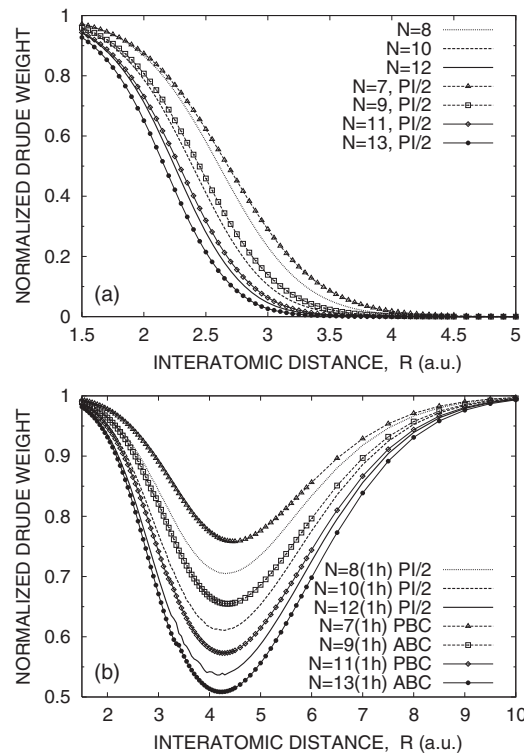 1
0.8
0.6
0.4
0.2
0
NORMALIZED DRUDE WEIGHT
N=8
N=10
N=12
N=7, PI/2
N=9, PI/2
N=11, PI/2
N=13, PI/2
(a)
1.5 2 2.5 3 3.5 4 4.5 5
INTERATOMIC DISTANCE, R (a.u.)
1
0.9
0.8
0.7
0.6
0.5
NORMALIZED DRUDE WEIGHT
N=8(1h) PI/2
N=10(1h) PI/2
N=12(1h) PI/2
N=7(1h) PBC
N=9(1h) ABC
N=11(1h) PBC
N=13(1h) ABC
(b)
2 3 4 5 6 7 8 9 10
INTERATOMIC DISTANCE, R (a.u.)